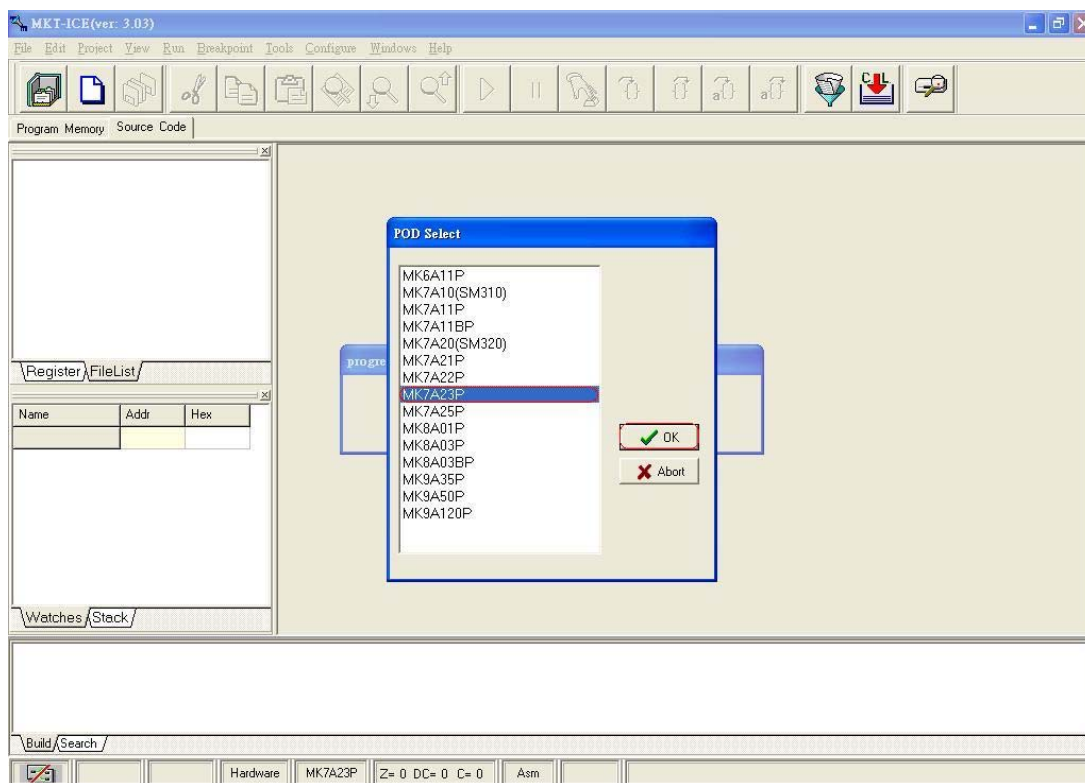 MKT-ICE(ver: 3.03)
File Edit Project View Run Breakpoint Tools Configure Windows Help
Program Memory Source Code
POD Select
MK6A11P
MK7A10(SM310)
MK7A11P
MK7A11BP
MK7A20(SM320)
MK7A21P
MK7A22P
MK7A23P
MK7A25P
MK8A01P
MK8A03P
MK8A03BP
MK9A35P
MK9A50P
MK9A120P
OK
Abort
progre
Register FileList
Name Addr Hex
Watches Stack
Build Search
Hardware MK7A23P Z= 0 DC= 0 C= 0 Asm